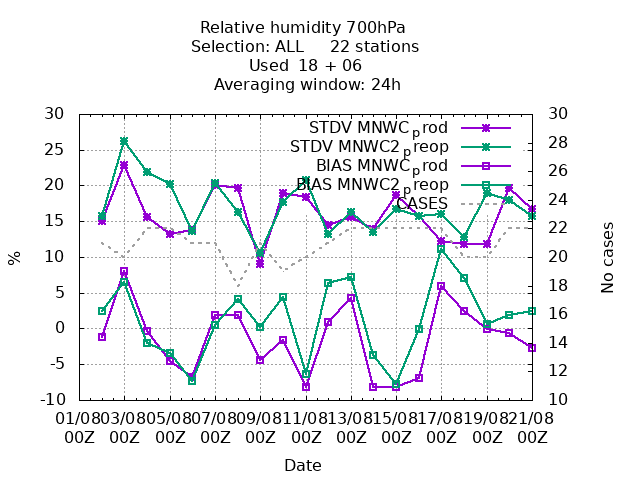 Relative humidity 700hPa
Selection: ALL 22 stations
Used 18 + 06
Averaging window: 24h
STDV MNWC_prod
STDV MNWC2_preop
BIAS MNWC_prod
BIAS MNWC2_preop
CASES
30
25
20
15
10
5
0
-5
-10
%
30
28
26
24
22
20
18
16
14
12
10
No cases
01/08 03/08 05/08 07/08 09/08 11/08 13/08 15/08 17/08 19/08 21/08
00Z 00Z 00Z 00Z 00Z 00Z 00Z 00Z 00Z 00Z 00Z
Date